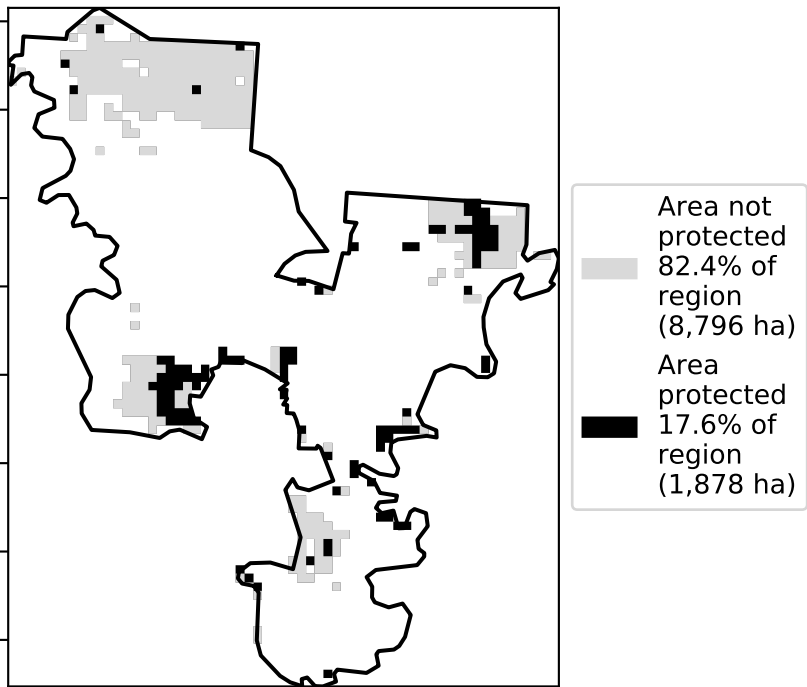 Area not
protected
82.4% of
region
(8,796 ha)
Area
protected
17.6% of
region
(1,878 ha)